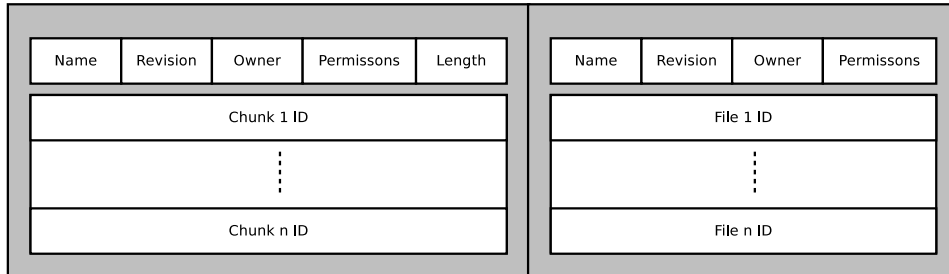 Name Revision Owner Permissons Length
Chunk 1 ID
Chunk n ID
Name Revision Owner Permissons
File 1 ID
File n ID